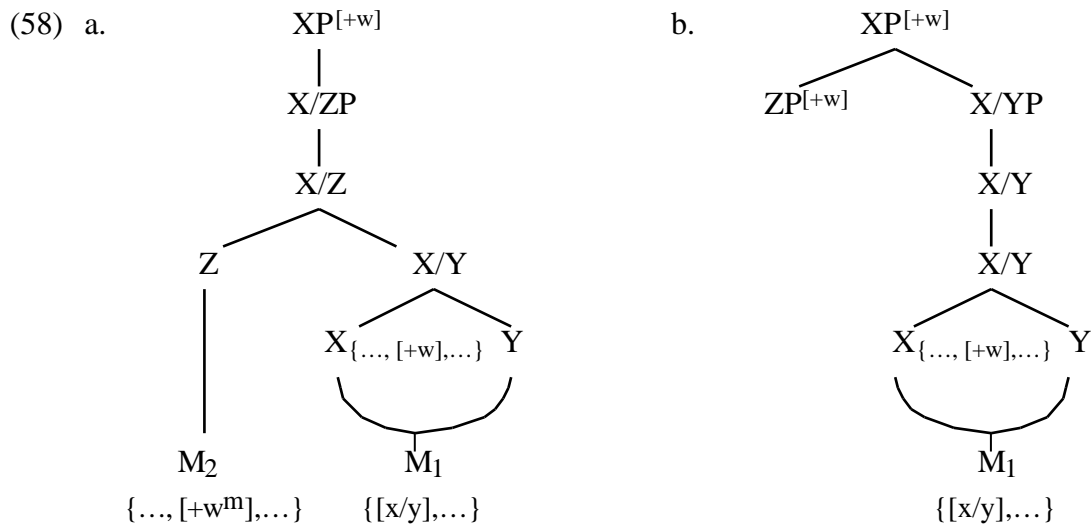 (58) a. XP[+w] b. XP[+w]
X/ZP ZP[+w] X/YP
X/Z X/Y
Z X/Y X/Y
X{…, [+w],…} Y X{…, [+w],…} Y
M2 M1 M1
{…, [+wm],…} {[x/y],…} {[x/y],…}